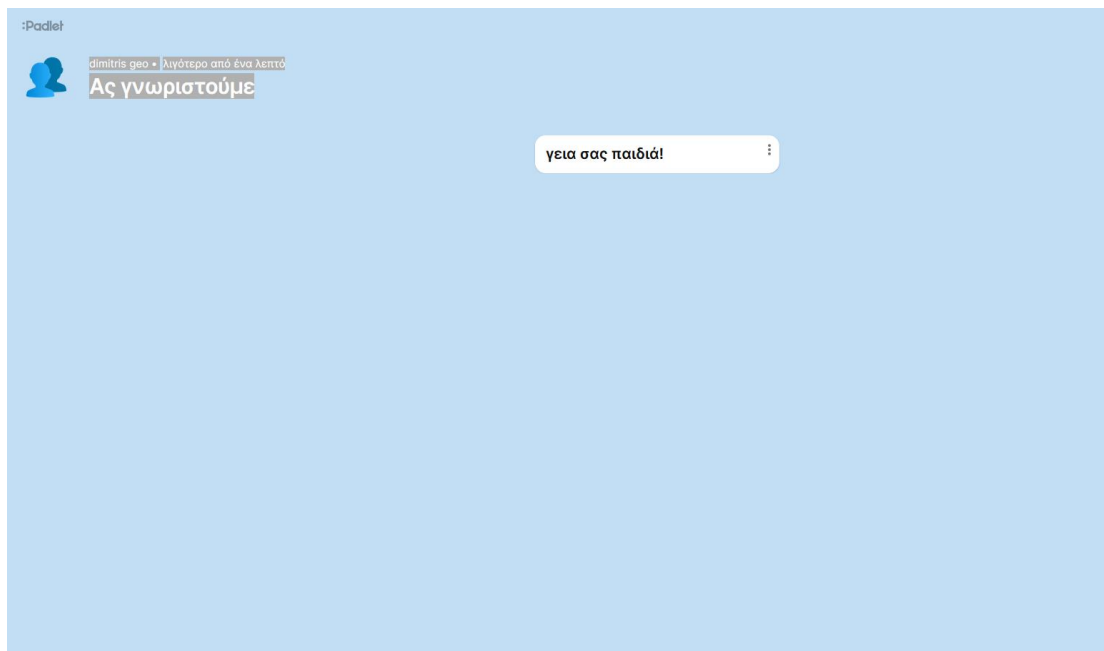 :Padlet
dimitris geo • λιγότερο από ένα λεπτό
Ας γνωριστούμε
γεια σας παιδιά!